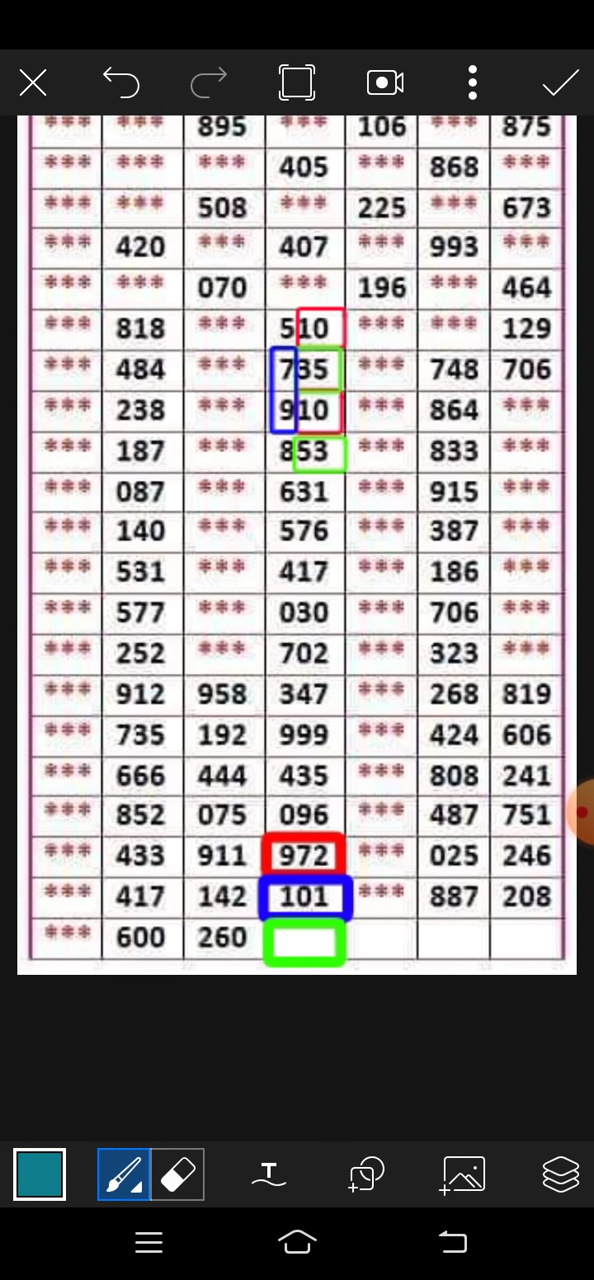 *** *** 895 *** 106 *** 875
*** *** *** 405 *** 868 ***
*** *** 508 *** 225 *** 673
*** 420 *** 407 *** 993 ***
*** *** 070 *** 196 *** 464
*** 818 *** 510 *** *** 129
*** 484 *** 735 *** 748 706
*** 238 *** 910 *** 864 ***
*** 187 *** 853 *** 833 ***
*** 087 *** 631 *** 915 ***
*** 140 *** 576 *** 387 ***
*** 531 *** 417 *** 186 ***
*** 577 *** 030 *** 706 ***
*** 252 *** 702 *** 323 ***
*** 912 958 347 *** 268 819
*** 735 192 999 *** 424 606
*** 666 444 435 *** 808 241
*** 852 075 096 *** 487 751
*** 433 911 972 *** 025 246
*** 417 142 101 *** 887 208
*** 600 260
T